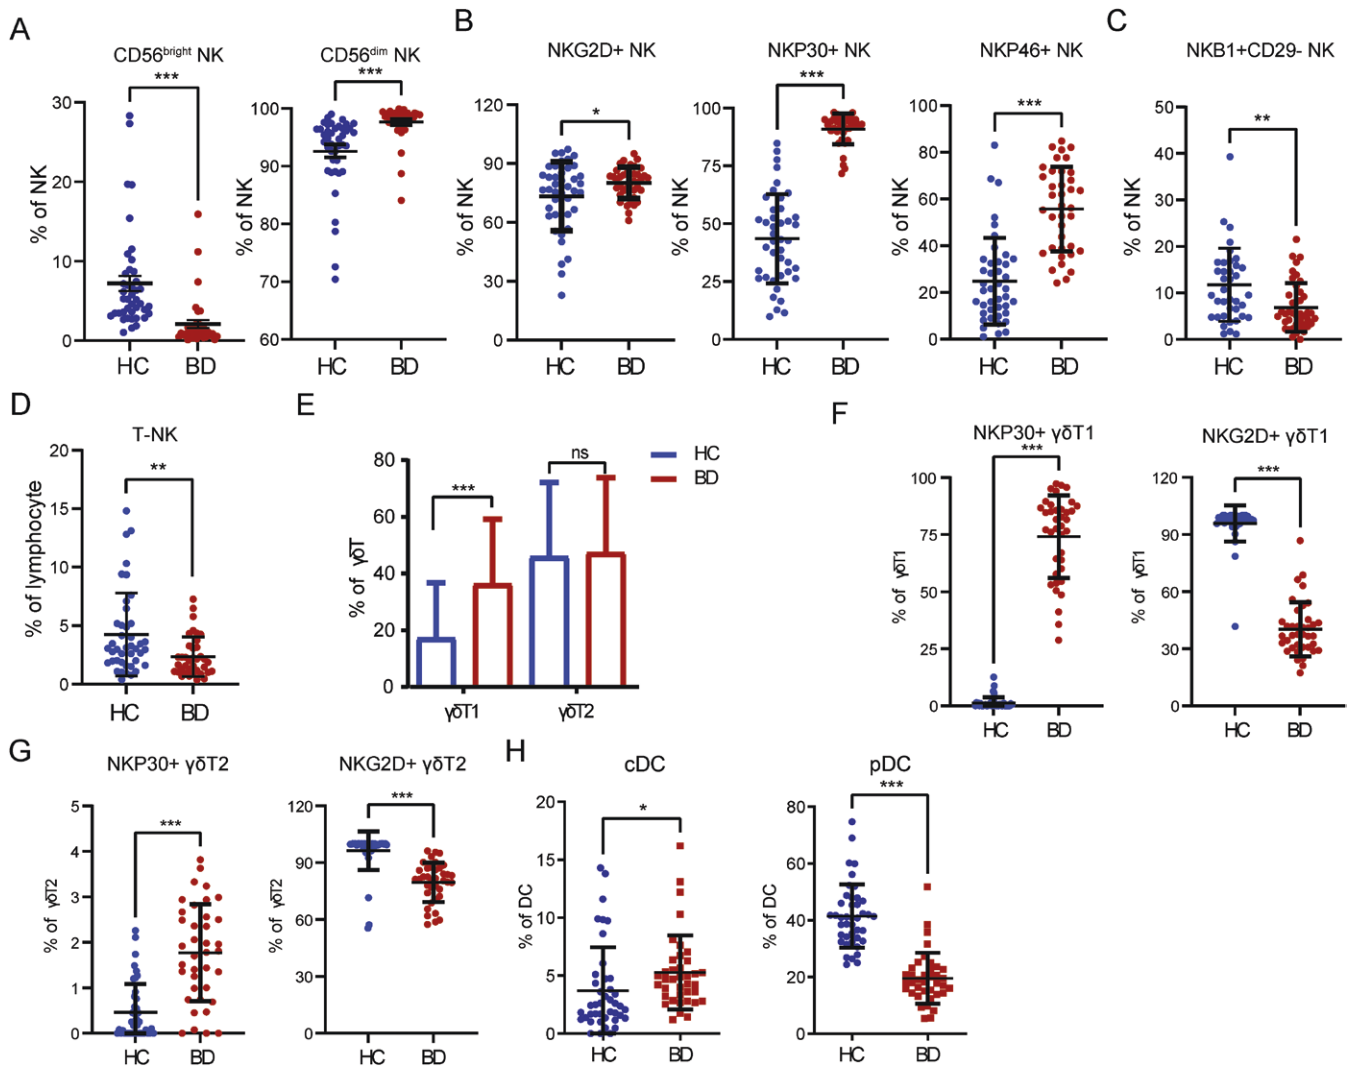 A
CD56bright NK
***
% of NK
30
20
10
0
HC
BD
CD56dim NK
***
% of NK
100
90
80
70
60
HC
BD
B
NKG2D+ NK
*
% of NK
120
90
60
30
0
HC
BD
NKP30+ NK
***
% of NK
100
75
50
25
0
HC
BD
NKP46+ NK
***
% of NK
100
80
60
40
20
0
HC
BD
C
NKB1+CD29- NK
**
% of NK
50
40
30
20
10
0
HC
BD
D
T-NK
**
% of lymphocyte
20
15
10
5
0
HC
BD
E
HC
BD
***
ns
% of γδT
80
60
40
20
0
γδT1
γδT2
F
NKP30+ γδT1
***
% of γδT1
100
75
50
25
0
HC
BD
NKG2D+ γδT1
***
% of γδT1
120
90
60
30
0
HC
BD
G
NKP30+ γδT2
***
% of γδT2
5
4
3
2
1
0
HC
BD
NKG2D+ γδT2
***
% of γδT2
120
90
60
30
0
HC
BD
H
cDC
*
% of DC
20
15
10
5
0
HC
BD
pDC
***
% of DC
80
60
40
20
0
HC
BD